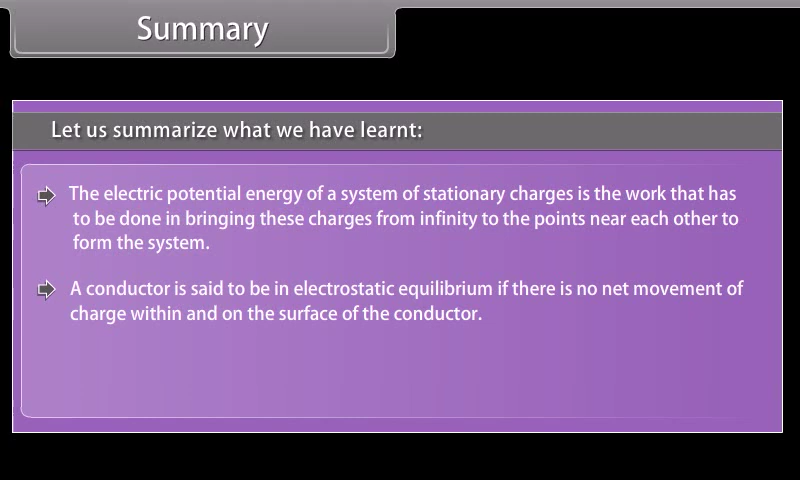 Summary
Let us summarize what we have learnt:
The electric potential energy of a system of stationary charges is the work that has
to be done in bringing these charges from infinity to the points near each other to
form the system.
A conductor is said to be in electrostatic equilibrium if there is no net movement of
charge within and on the surface of the conductor.